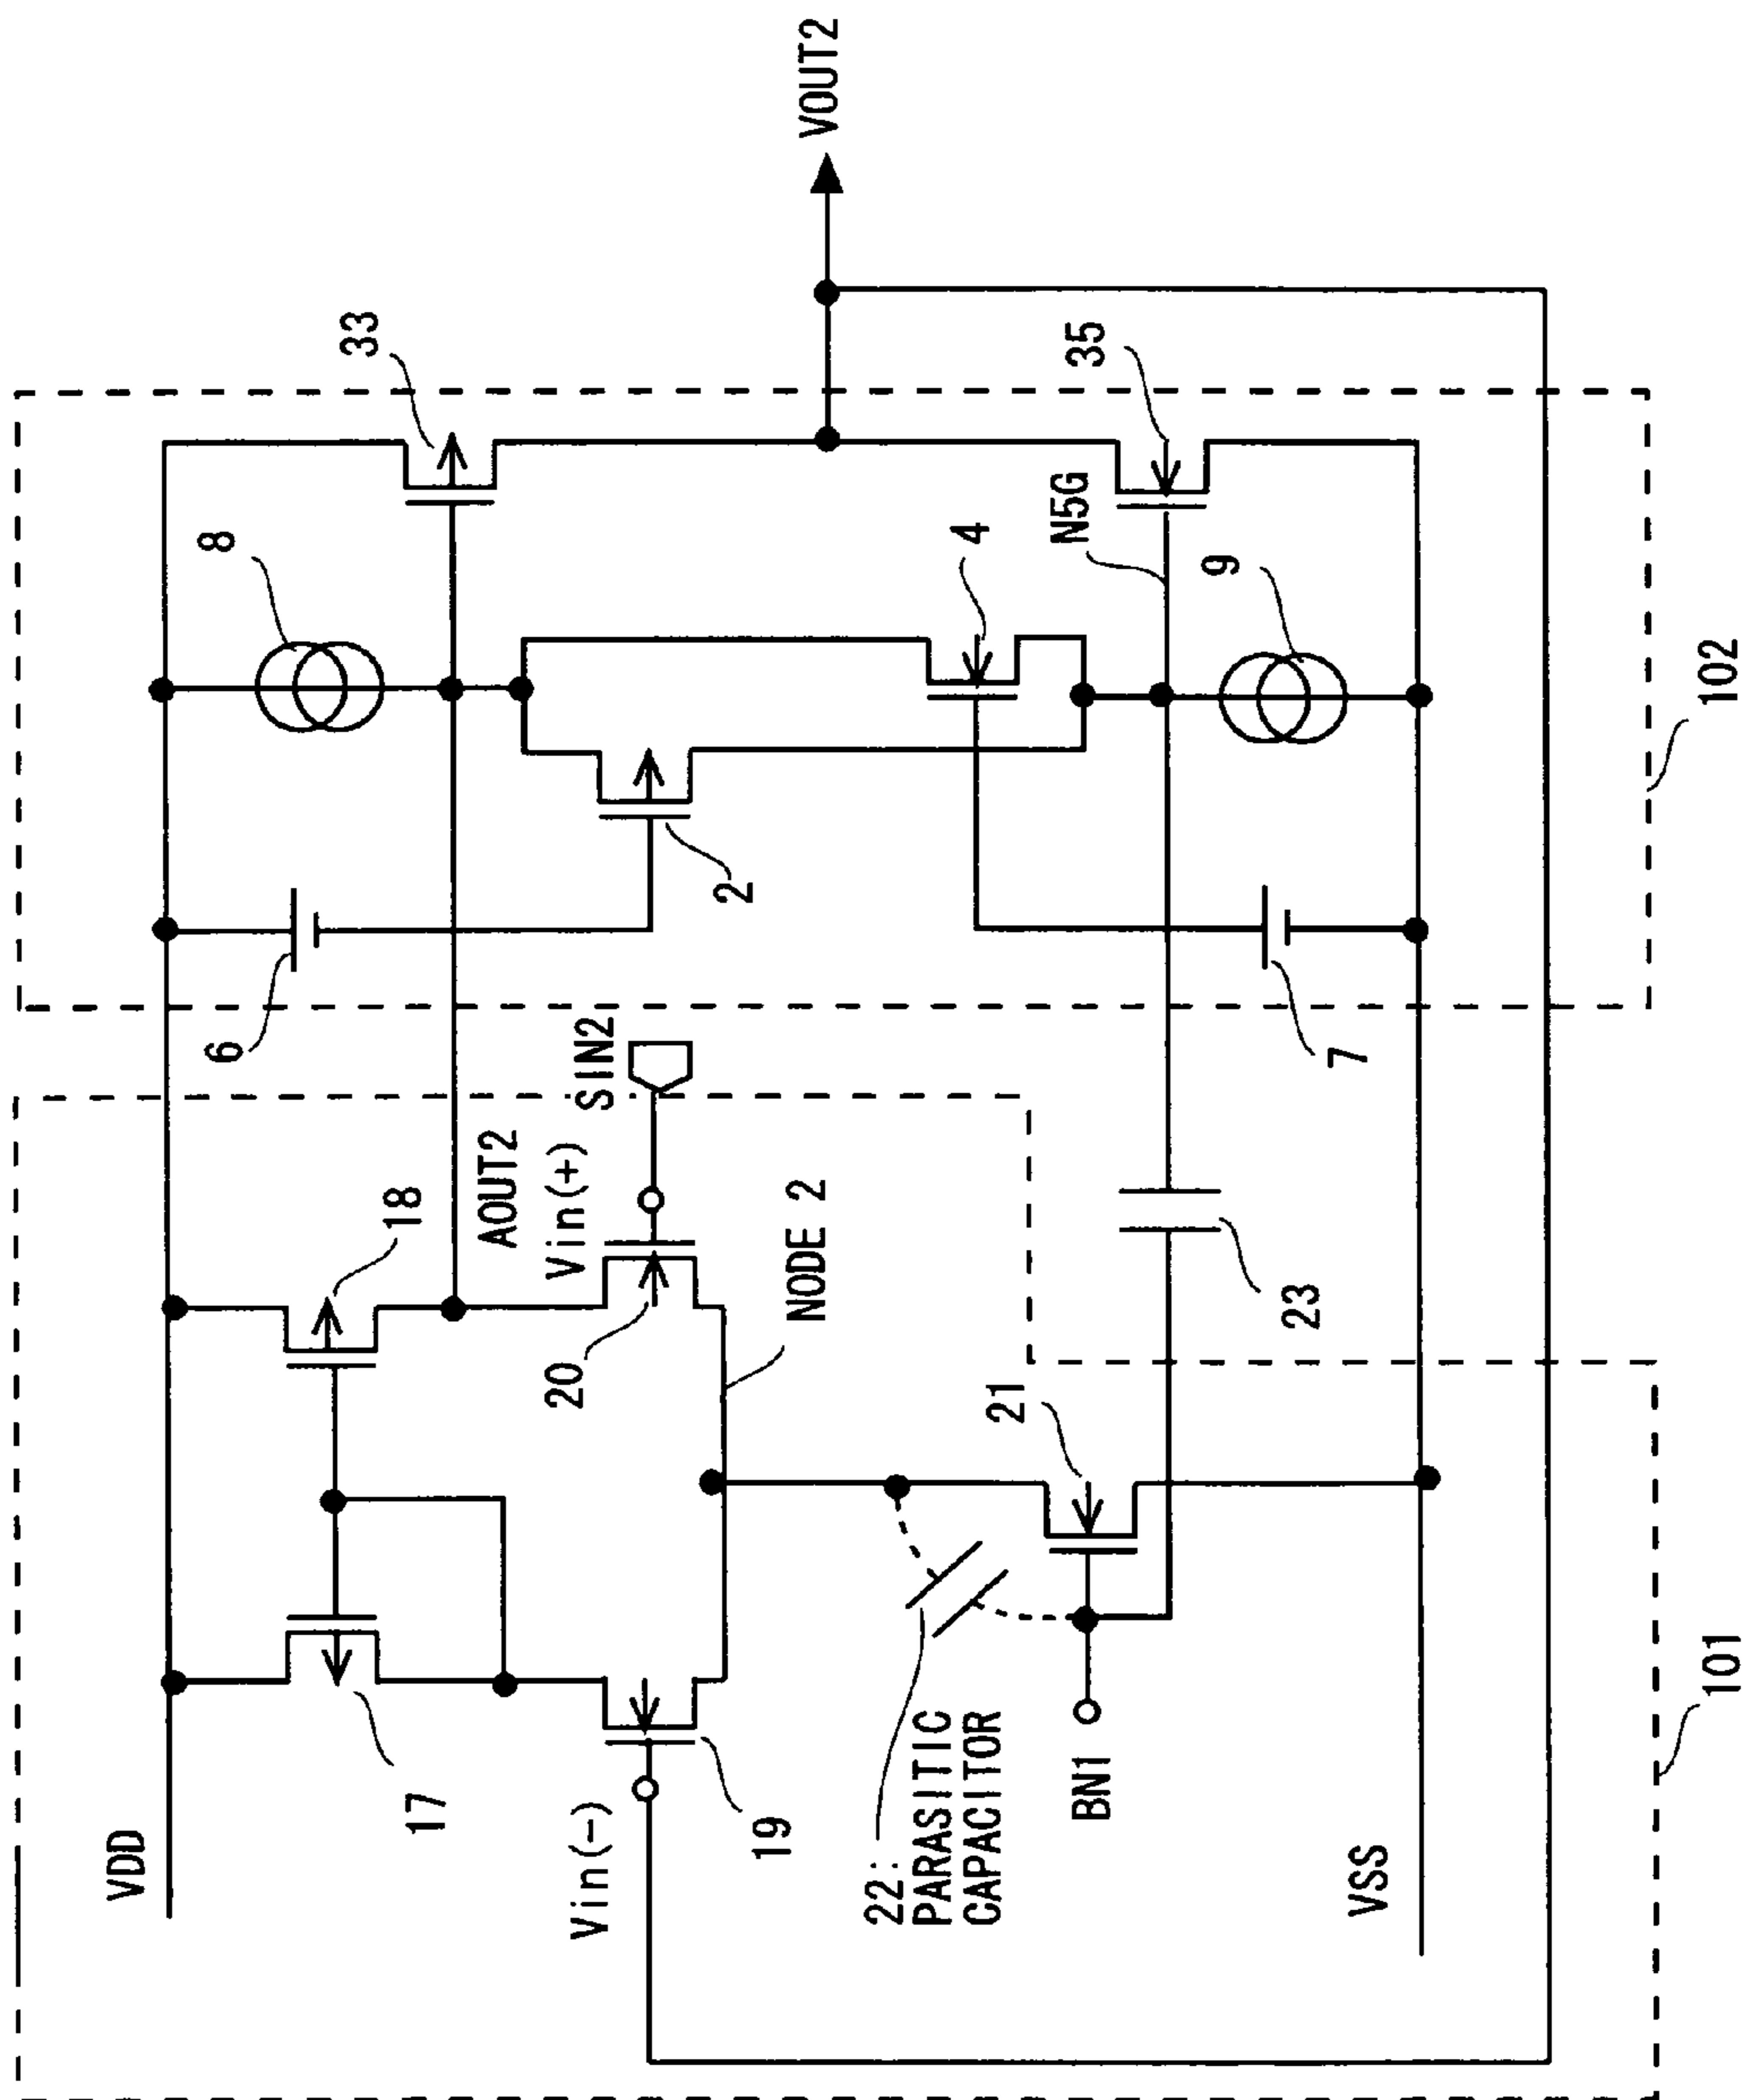 VOUT2
33
8
35
N5G
4
9
102
2
6
7
SIN2
AOUT2
Vin(+)
18
NODE 2
20
23
21
17
19
101
VDD
Vin(-)
22:
PARASITIC
CAPACITOR
BN1
VSS